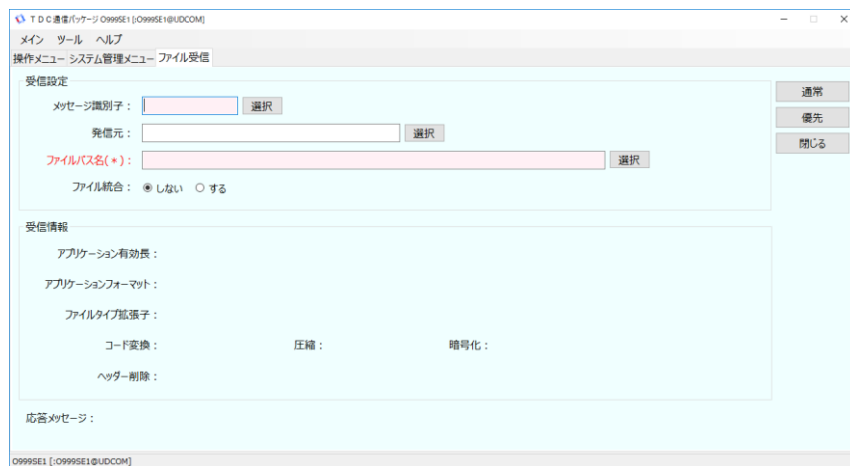 TDC通信パッケージ O999SE1 [:O999SE1@UDCOM]
メイン ツール ヘルプ
操作メニュー システム管理メニュー ファイル受信
受信設定
メッセージ識別子： 選択
発信元： 選択
ファイルパス名(*)： 選択
ファイル統合： しない する
通常
優先
閉じる
受信情報
アプリケーション有効長：
アプリケーションフォーマット：
ファイルタイプ拡張子：
コード変換： 圧縮： 暗号化：
ヘッダー削除：
応答メッセージ：
O999SE1 [:O999SE1@UDCOM]